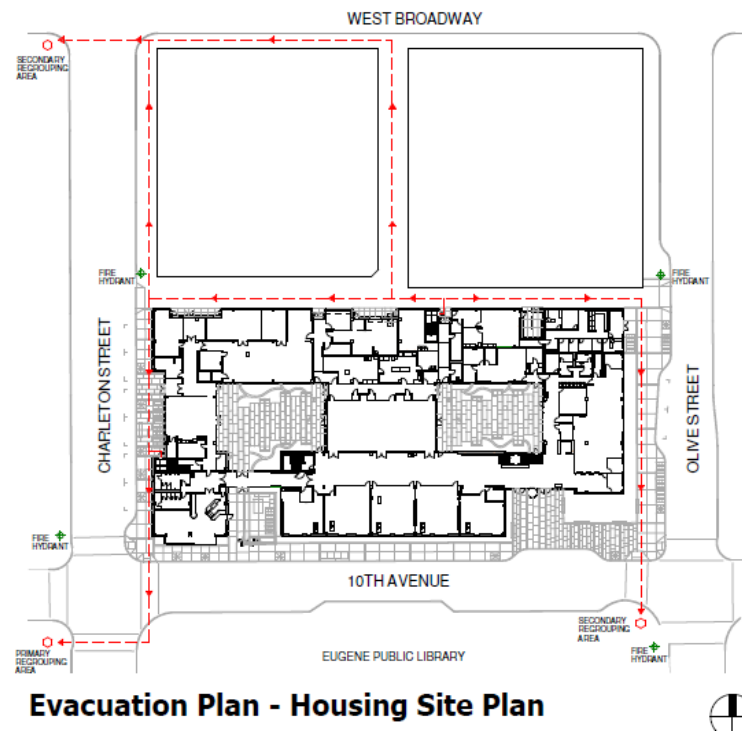 WEST BROADWAY
SECONDARY
REGROUPING
AREA
FIRE
HYDRANT
FIRE
HYDRANT
CHARLETON STREET
OLIVE STREET
FIRE
HYDRANT
10TH AVENUE
SECONDARY
REGROUPING
AREA
FIRE
HYDRANT
PRIMARY
REGROUPING
AREA
EUGENE PUBLIC LIBRARY
Evacuation Plan - Housing Site Plan